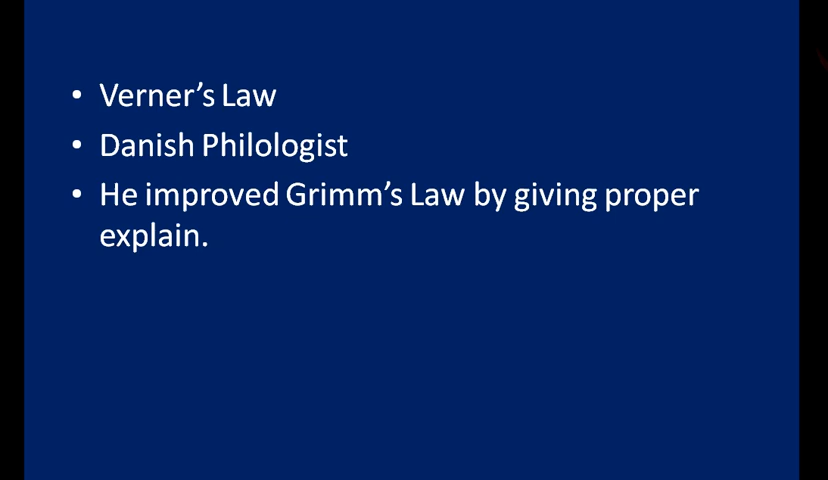 • Verner’s Law
• Danish Philologist
• He improved Grimm’s Law by giving proper
explain.